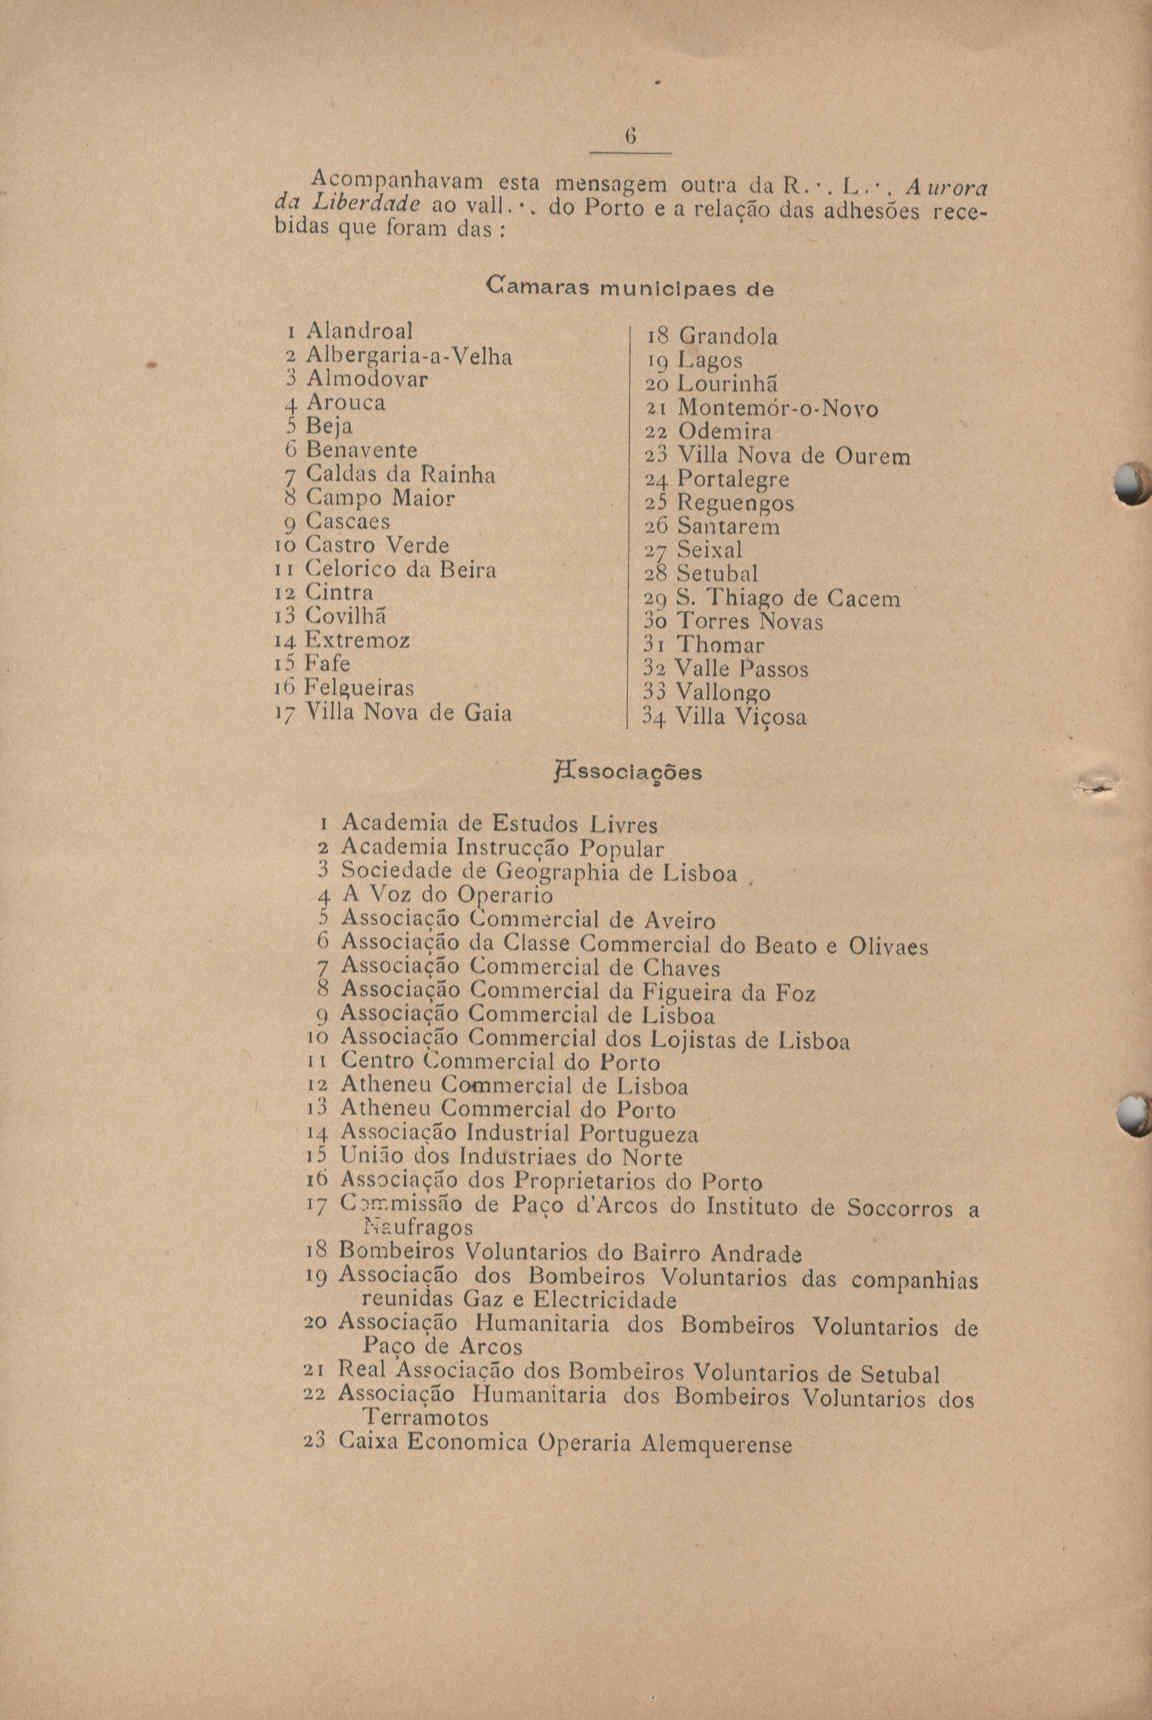 6
Acompanhavam esta mensagem outra da R.·. L.·. Aurora
da Liberdade ao vall.·. do Porto e a relação das adhesões rece-
bidas que foram das :
Camaras municipaes de
1 Alandroal
2 Albergaria-a-Velha
3 Almodovar
4 Arouca
5 Beja
6 Benavente
7 Caldas da Rainha
8 Campo Maior
9 Cascaes
10 Castro Verde
11 Celorico da Beira
12 Cintra
13 Covilhã
14 Extremoz
15 Fafe
16 Felgueiras
17 Villa Nova de Gaia
18 Grandola
19 Lagos
20 Lourinhã
21 Montemór-o-Novo
22 Odemira
23 Villa Nova de Ourem
24 Portalegre
25 Reguengos
26 Santarem
27 Seixal
28 Setubal
29 S. Thiago de Cacem
30 Torres Novas
31 Thomar
32 Valle Passos
33 Vallongo
34 Villa Viçosa
Associações
1 Academia de Estudos Livres
2 Academia Instrucção Popular
3 Sociedade de Geographia de Lisboa
4 A Voz do Operario
5 Associação Commercial de Aveiro
6 Associação da Classe Commercial do Beato e Olivaes
7 Associação Commercial de Chaves
8 Associação Commercial da Figueira da Foz
9 Associação Commercial de Lisboa
10 Associação Commercial dos Lojistas de Lisboa
11 Centro Commercial do Porto
12 Atheneu Commercial de Lisboa
13 Atheneu Commercial do Porto
14 Associação Industrial Portugueza
15 União dos Industriaes do Norte
16 Associação dos Proprietarios do Porto
17 Commissão de Paço d'Arcos do Instituto de Soccorros a
Naufragos
18 Bombeiros Voluntarios do Bairro Andrade
19 Associação dos Bombeiros Voluntarios das companhias
reunidas Gaz e Electricidade
20 Associação Humanitaria dos Bombeiros Voluntarios de
Paço de Arcos
21 Real Associação dos Bombeiros Voluntarios de Setubal
22 Associação Humanitaria dos Bombeiros Voluntarios dos
Terramotos
23 Caixa Economica Operaria Alemquerense